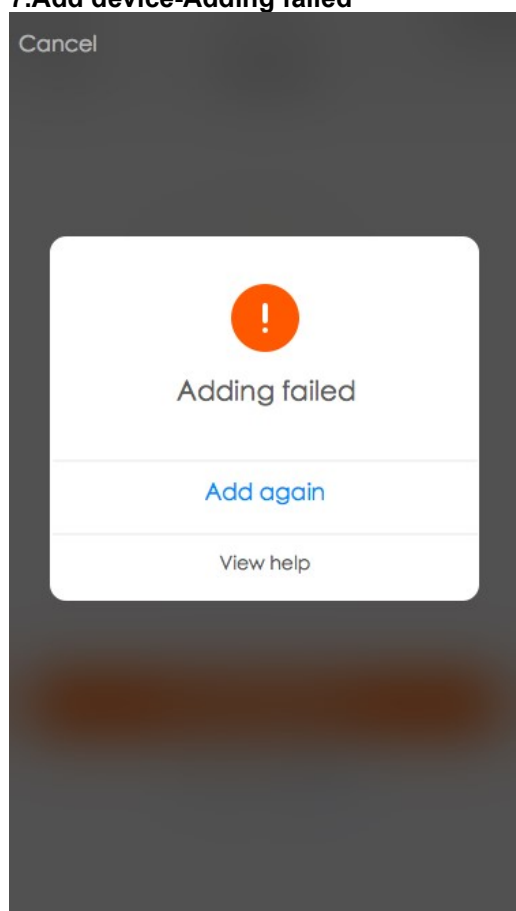 7.Add device-Adding failed
Cancel
!
Adding failed
Add again
View help